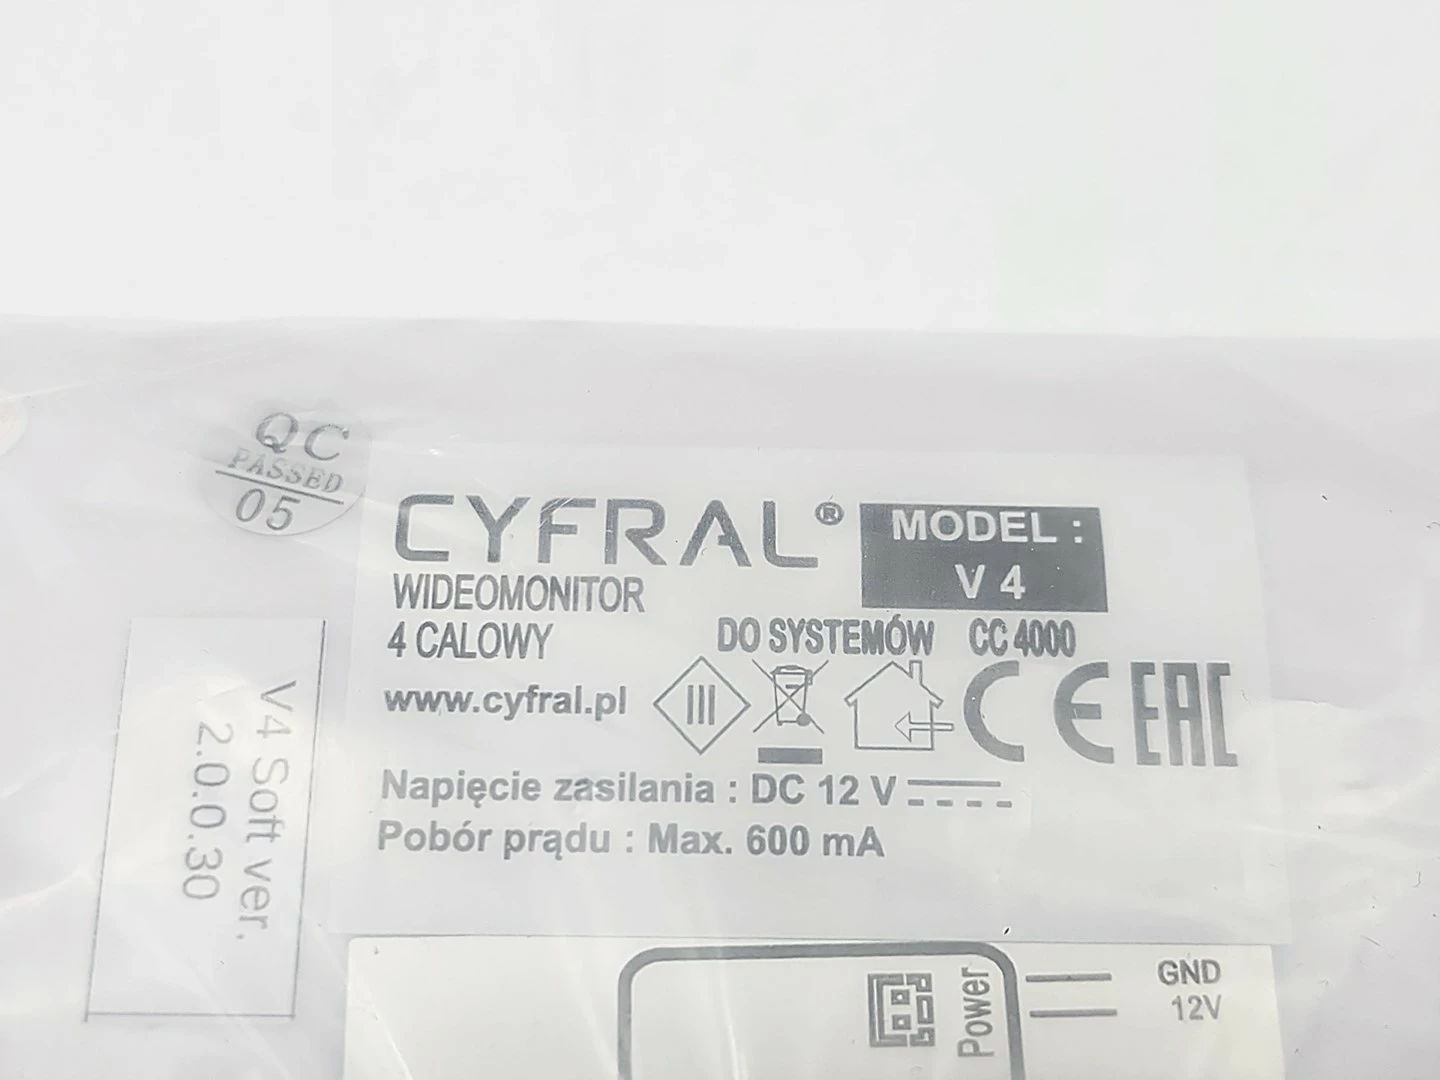 QC
PASSED
05
CYFRAL®
MODEL :
V 4
WIDEOMONITOR
4 CALOWY
DO SYSTEMÓW CC 4000
www.cyfral.pl
III
CE
EAC
Napięcie zasilania : DC 12 V
Pobór prądu : Max. 600 mA
V4 Soft ver.
2.0.0.30
Power
GND
12V